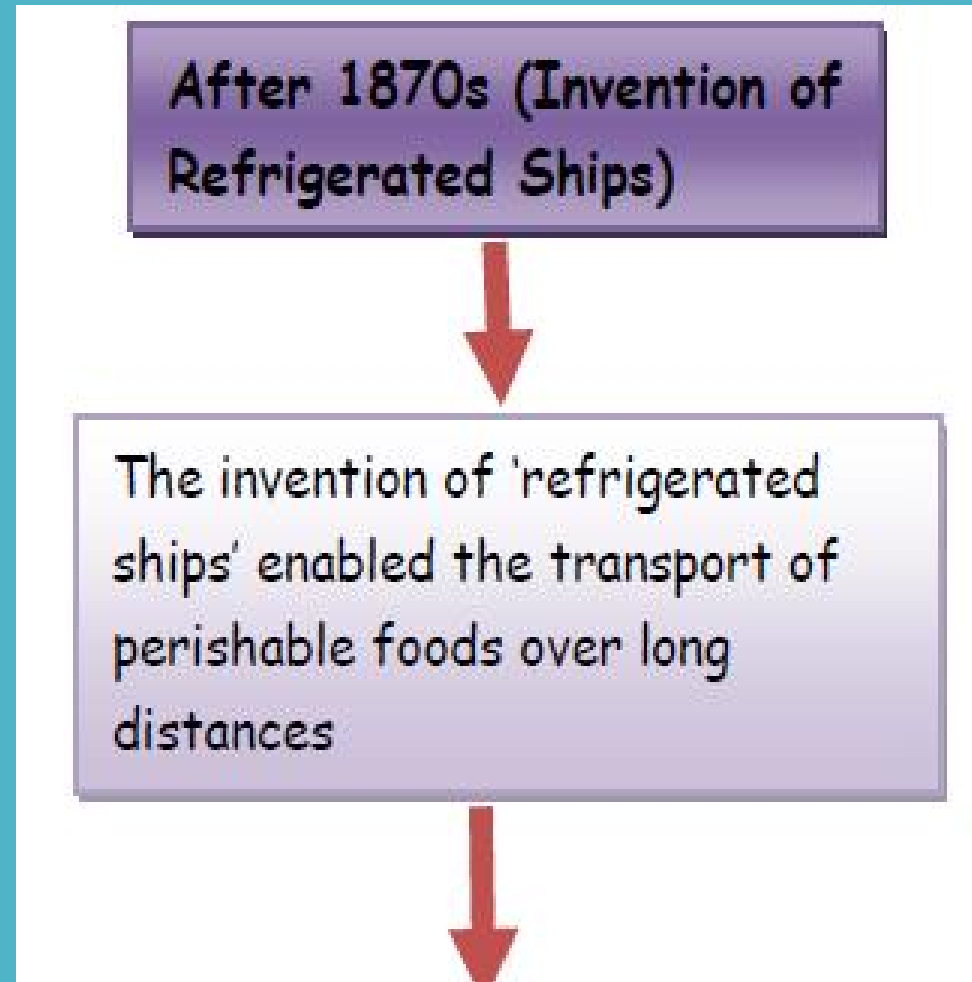 After 1870s (Invention of
Refrigerated Ships)
The invention of ‘refrigerated
ships’ enabled the transport of
perishable foods over long
distances